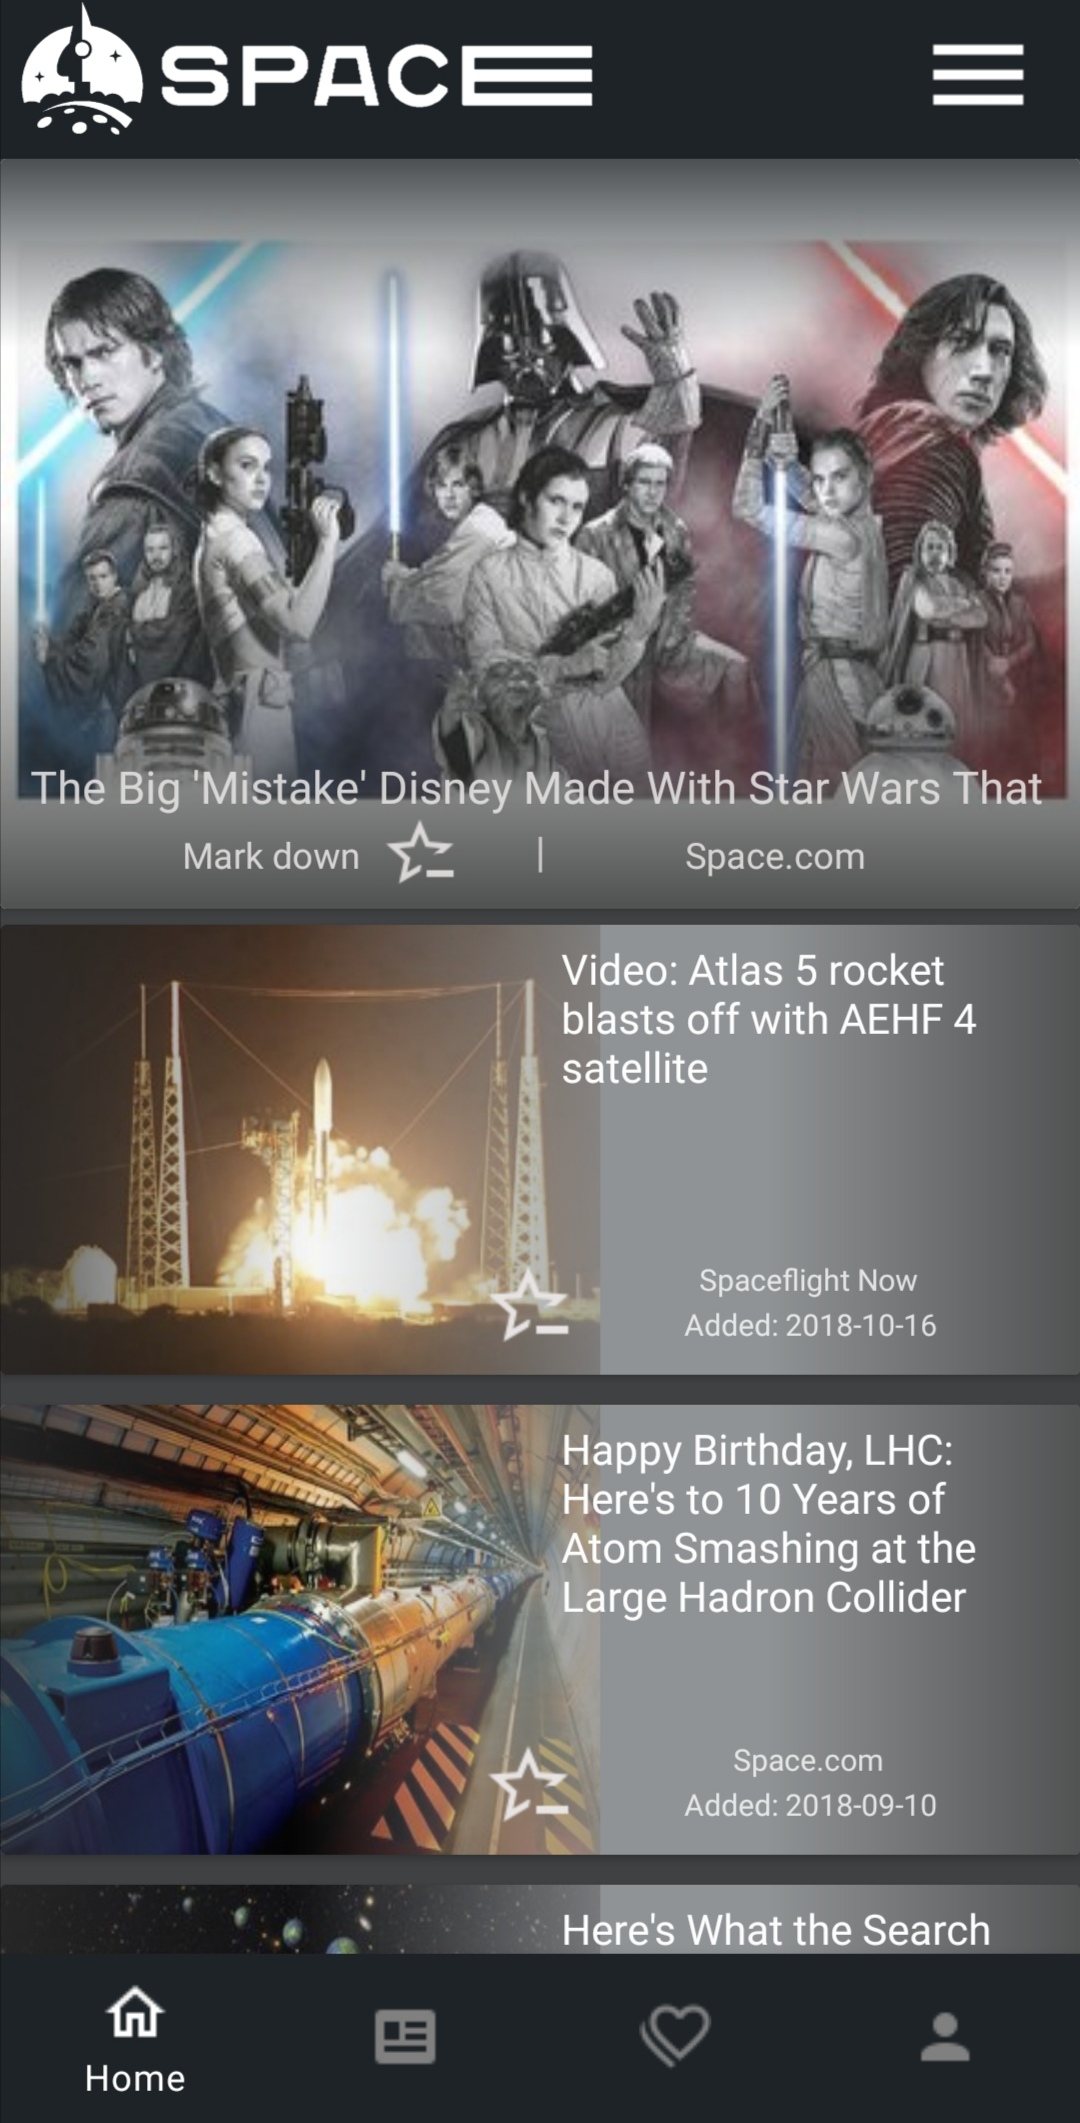 SPACE
The Big 'Mistake' Disney Made With Star Wars That
Mark down | Space.com
Video: Atlas 5 rocket
blasts off with AEHF 4
satellite
Spaceflight Now
Added: 2018-10-16
Happy Birthday, LHC:
Here's to 10 Years of
Atom Smashing at the
Large Hadron Collider
Space.com
Added: 2018-09-10
Here's What the Search
Home